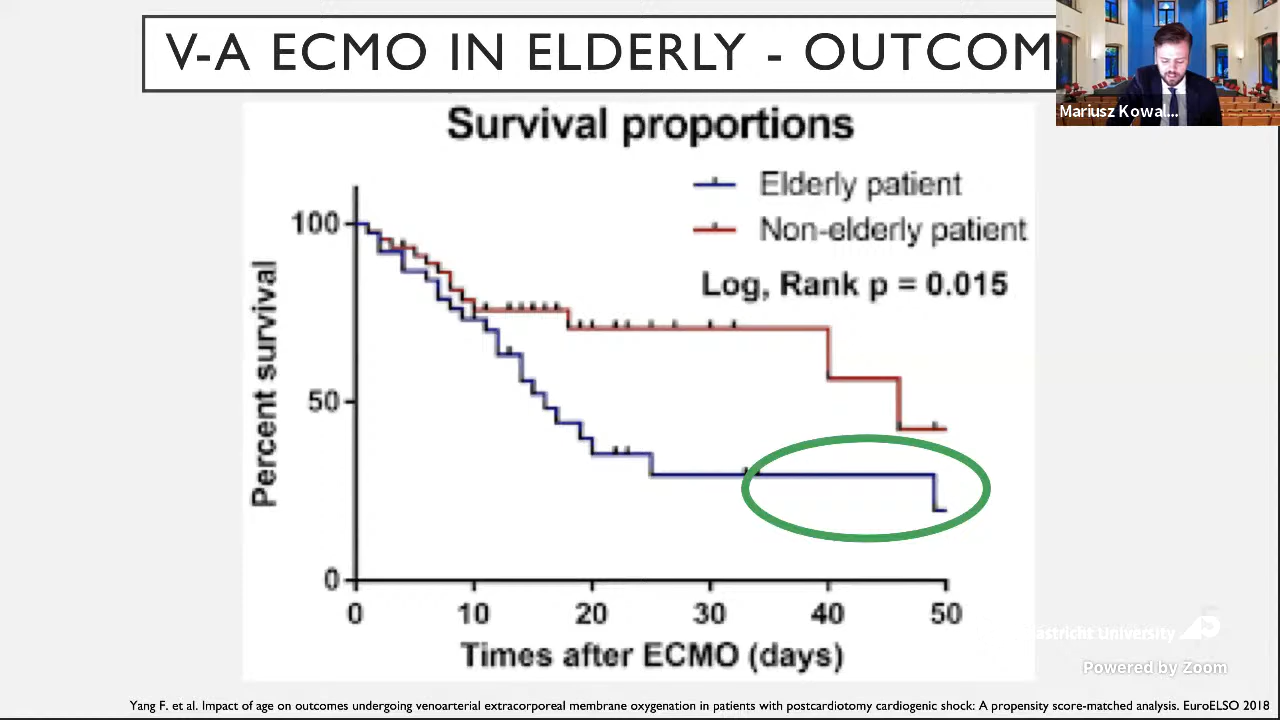 V-A ECMO IN ELDERLY - OUTCOM
Mariusz Kowal...
Survival proportions
Elderly patient
Non-elderly patient
Log, Rank p = 0.015
Percent survival
100
50
0
0 10 20 30 40 50
Times after ECMO (days)
astricht University
Powered by Zoom
Yang F. et al. Impact of age on outcomes undergoing venoarterial extracorporeal membrane oxygenation in patients with postcardiotomy cardiogenic shock: A propensity score-matched analysis. EuroELSO 2018